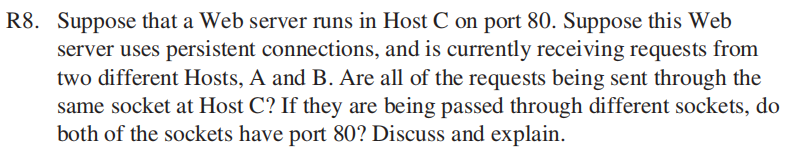 R8. Suppose that a Web server runs in Host C on port 80. Suppose this Web
server uses persistent connections, and is currently receiving requests from
two different Hosts, A and B. Are all of the requests being sent through the
same socket at Host C? If they are being passed through different sockets, do
both of the sockets have port 80? Discuss and explain.